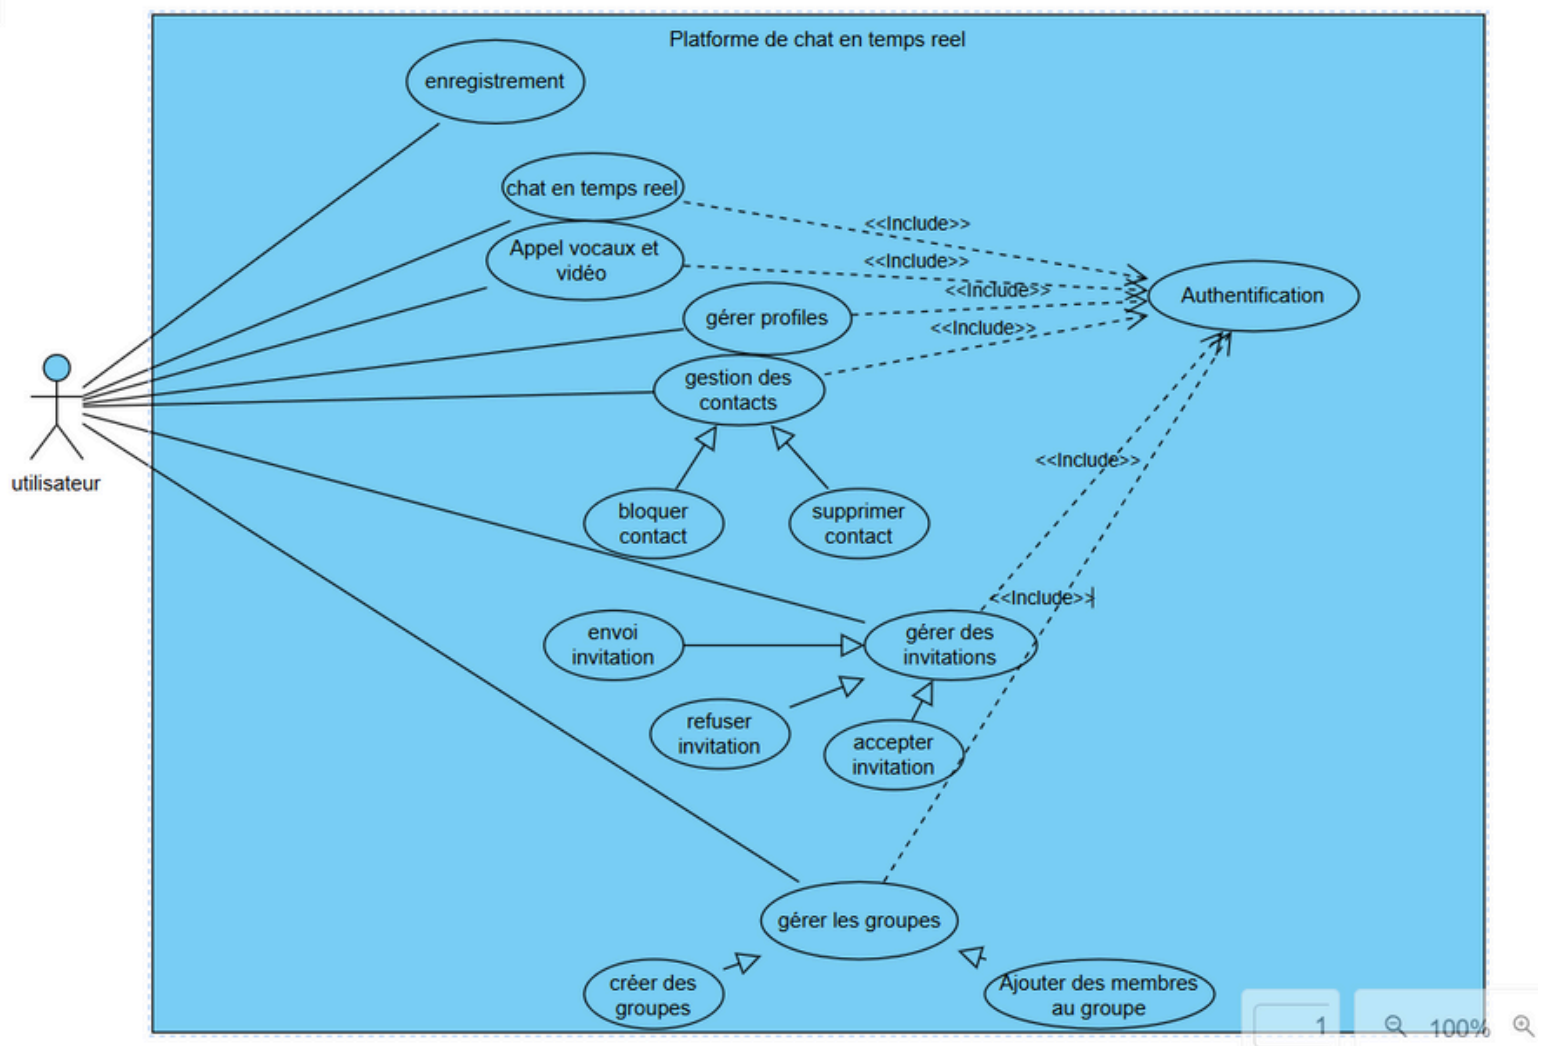 Platforme de chat en temps reel
enregistrement
chat en temps reel
<<Include>>
Appel vocaux et
vidéo
<<Include>>
<<Include>>
Authentification
gérer profiles
<<Include>>
gestion des
contacts
utilisateur
<<Include>>
bloquer
contact
supprimer
contact
<<Include>>
envoi
invitation
gérer des
invitations
refuser
invitation
accepter
invitation
gérer les groupes
créer des
groupes
Ajouter des membres
au groupe
1
100%